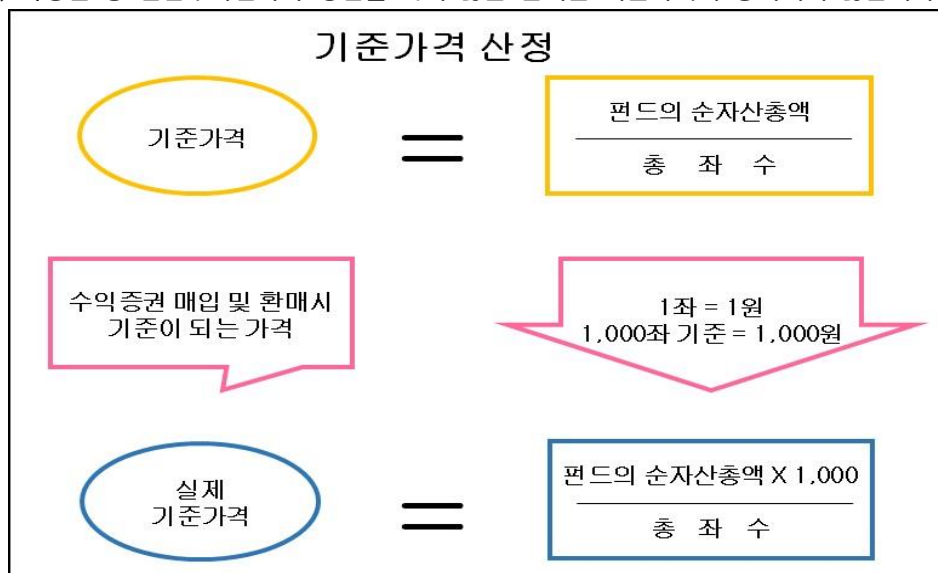 기준가격 산정
기준가격
=
펀드의 순자산총액
총 좌 수
수익증권 매입 및 환매시
기준이 되는 가격
1좌 = 1원
1,000좌 기준 = 1,000원
실제
기준가격
=
펀드의 순자산총액 X 1,000
총 좌 수